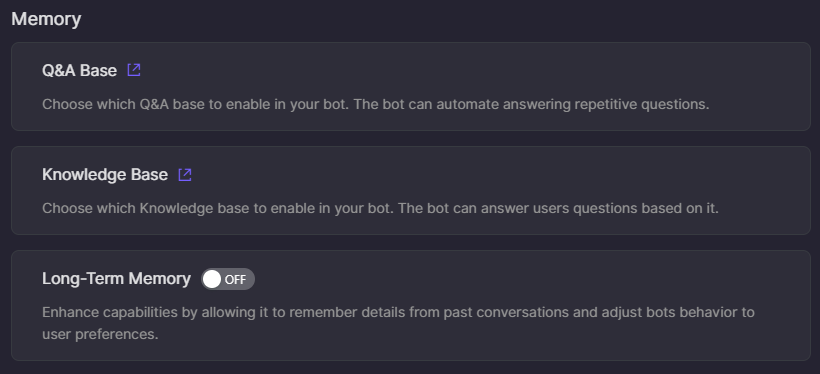 Memory
Q&A Base
Choose which Q&A base to enable in your bot. The bot can automate answering repetitive questions.
Knowledge Base
Choose which Knowledge base to enable in your bot. The bot can answer users questions based on it.
Long-Term Memory OFF
Enhance capabilities by allowing it to remember details from past conversations and adjust bots behavior to
user preferences.